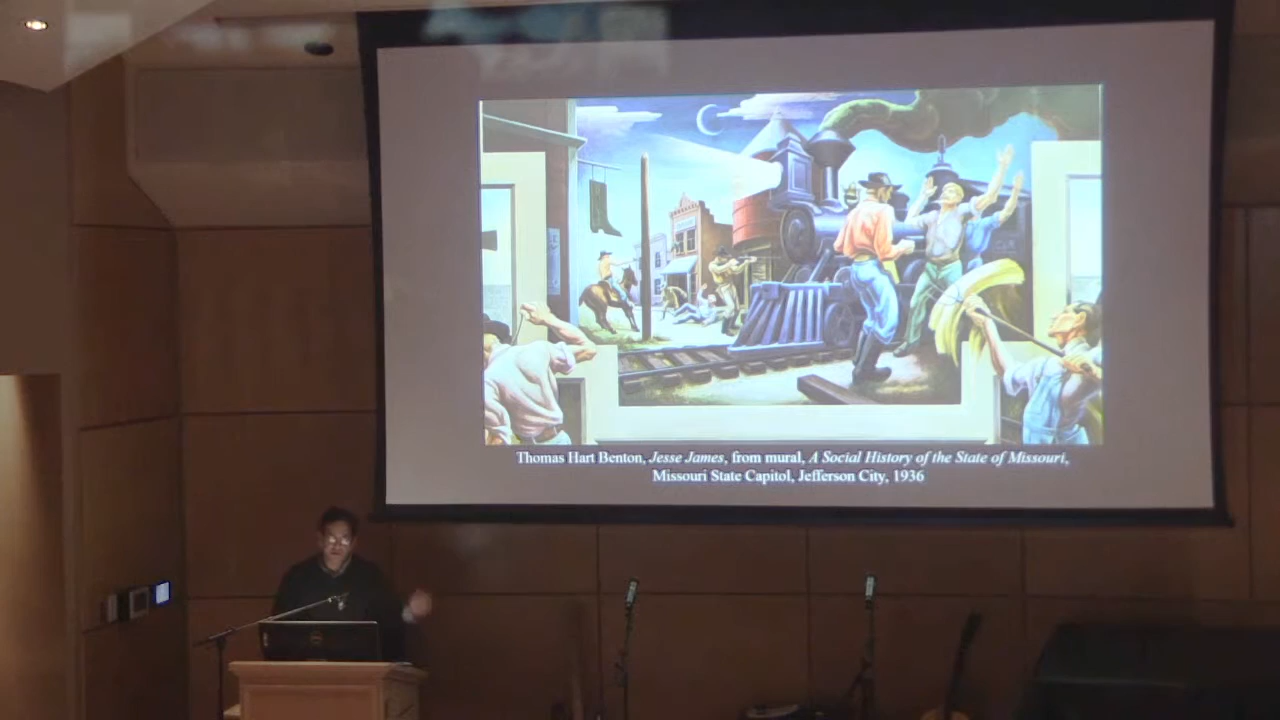 Thomas Hart Benton, Jesse James, from mural, A Social History of the State of Missouri,
Missouri State Capitol, Jefferson City, 1936